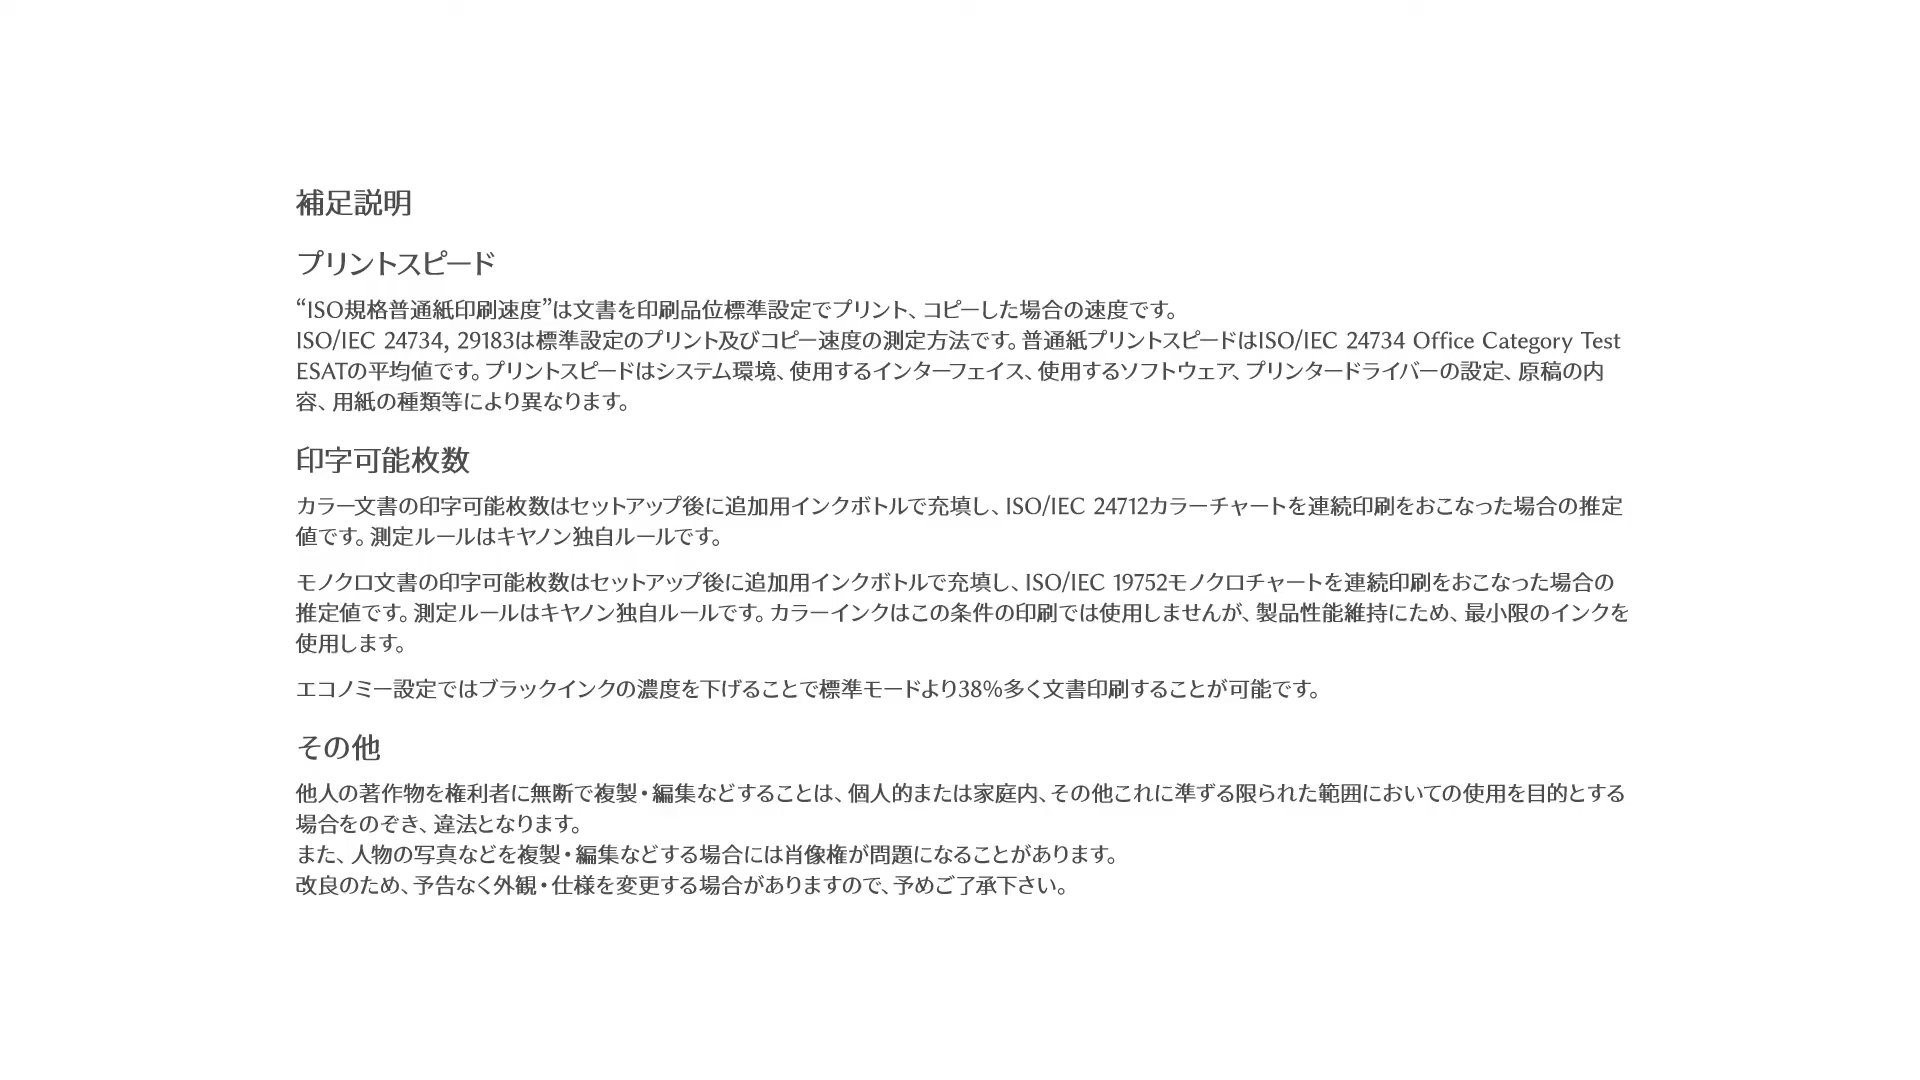 補足説明
プリントスピード
“ISO規格普通紙印刷速度”は文書を印刷品位標準設定でプリント、コピーした場合の速度です。
ISO/IEC 24734, 29183は標準設定のプリント及びコピー速度の測定方法です。普通紙プリントスピードはISO/IEC 24734 Office Category Test
ESATの平均値です。プリントスピードはシステム環境、使用するインターフェイス、使用するソフトウェア、プリンタードライバーの設定、原稿の内
容、用紙の種類等により異なります。
印字可能枚数
カラー文書の印字可能枚数はセットアップ後に追加用インクボトルで充填し、ISO/IEC 24712カラーチャートを連続印刷をおこなった場合の推定
値です。測定ルールはキヤノン独自ルールです。
モノクロ文書の印字可能枚数はセットアップ後に追加用インクボトルで充填し、ISO/IEC 19752モノクロチャートを連続印刷をおこなった場合の
推定値です。測定ルールはキヤノン独自ルールです。カラーインクはこの条件の印刷では使用しませんが、製品性能維持にため、最小限のインクを
使用します。
エコノミー設定ではブラックインクの濃度を下げることで標準モードより38%多く文書印刷することが可能です。
その他
他人の著作物を権利者に無断で複製・編集などすることは、個人的または家庭内、その他これに準ずる限られた範囲においての使用を目的とする
場合をのぞき、違法となります。
また、人物の写真などを複製・編集などする場合には肖像権が問題になることがあります。
改良のため、予告なく外観・仕様を変更する場合がありますので、予めご了承下さい。